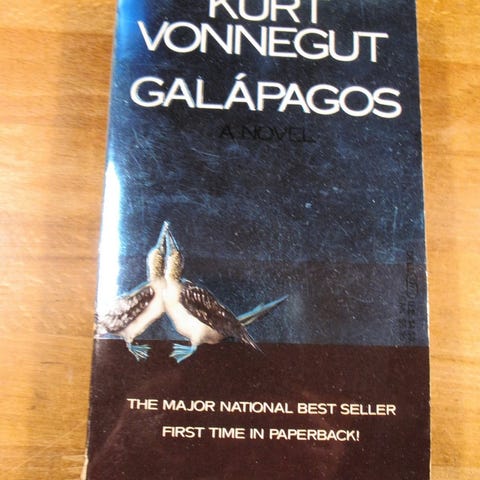 KURT
VONNEGUT
GALÁPAGOS
A NOVEL
THE MAJOR NATIONAL BEST SELLER
FIRST TIME IN PAPERBACK!